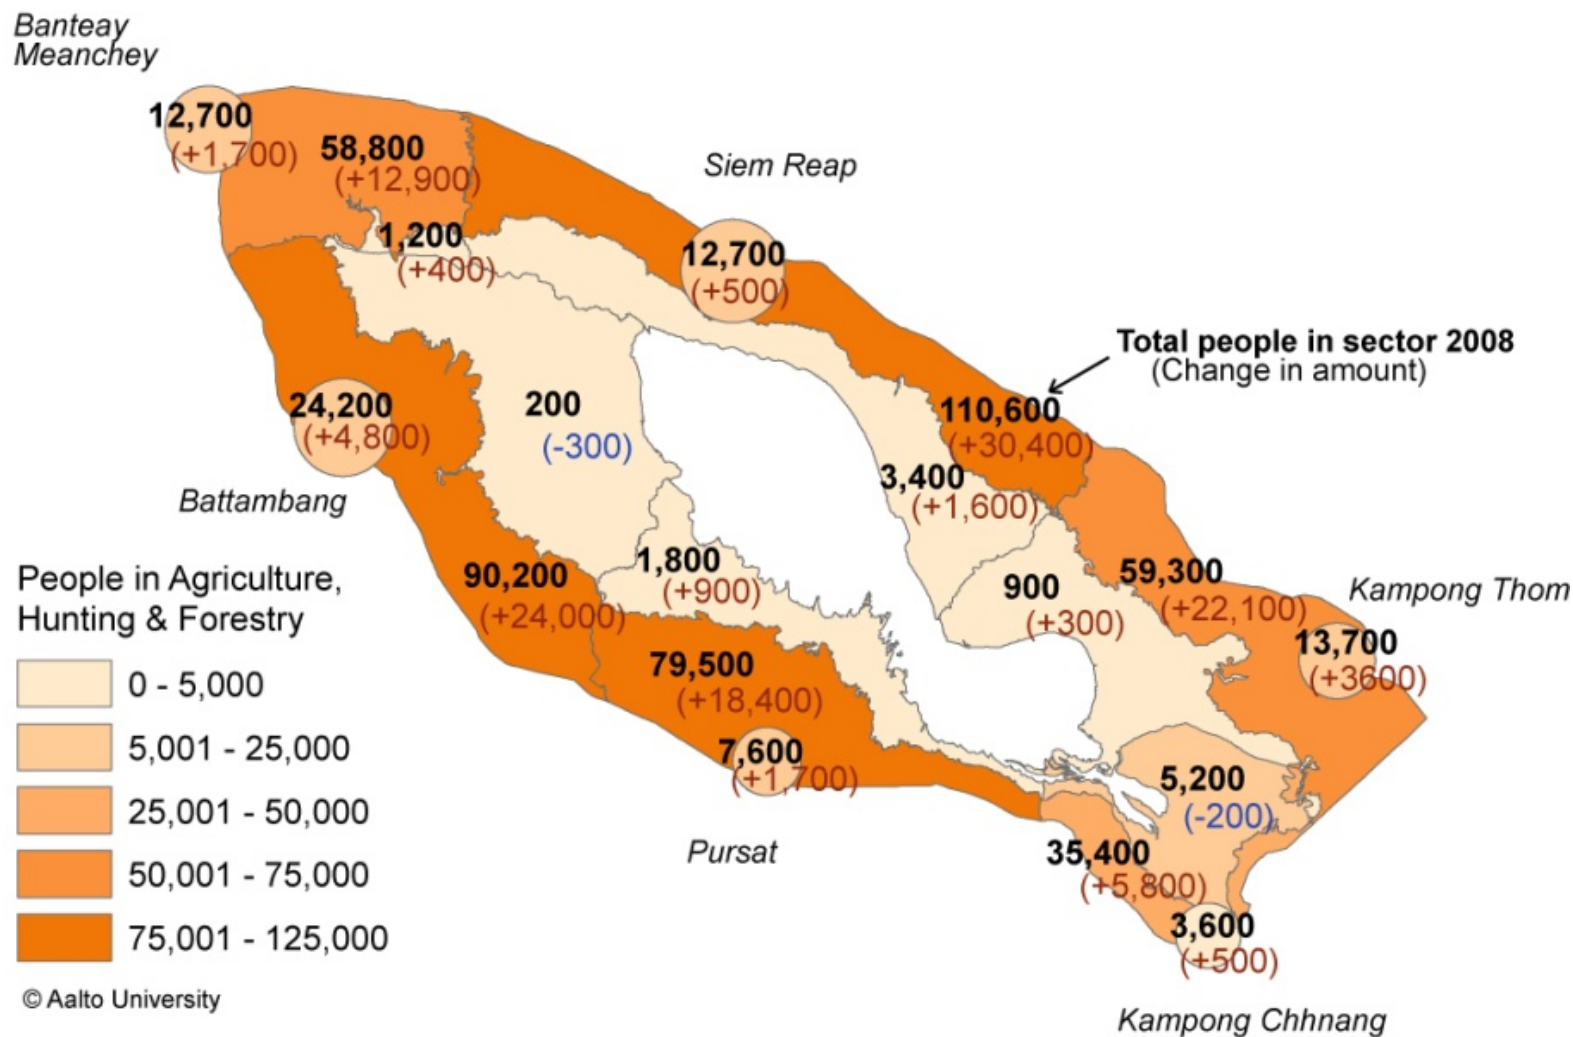 Banteay
Meanchey
12,700
(+1,700)
58,800
(+12,900)
Siem Reap
1,200
(+400)
12,700
(+500)
Total people in sector 2008
(Change in amount)
24,200
(+4,800)
200
(-300)
110,600
(+30,400)
3,400
(+1,600)
Battambang
90,200
(+24,000)
1,800
(+900)
900
(+300)
59,300
(+22,100)
Kampong Thom
13,700
(+3600)
79,500
(+18,400)
7,600
(+1,700)
5,200
(-200)
Pursat
35,400
(+5,800)
3,600
(+500)
Kampong Chhnang
People in Agriculture,
Hunting & Forestry
0 - 5,000
5,001 - 25,000
25,001 - 50,000
50,001 - 75,000
75,001 - 125,000
© Aalto University